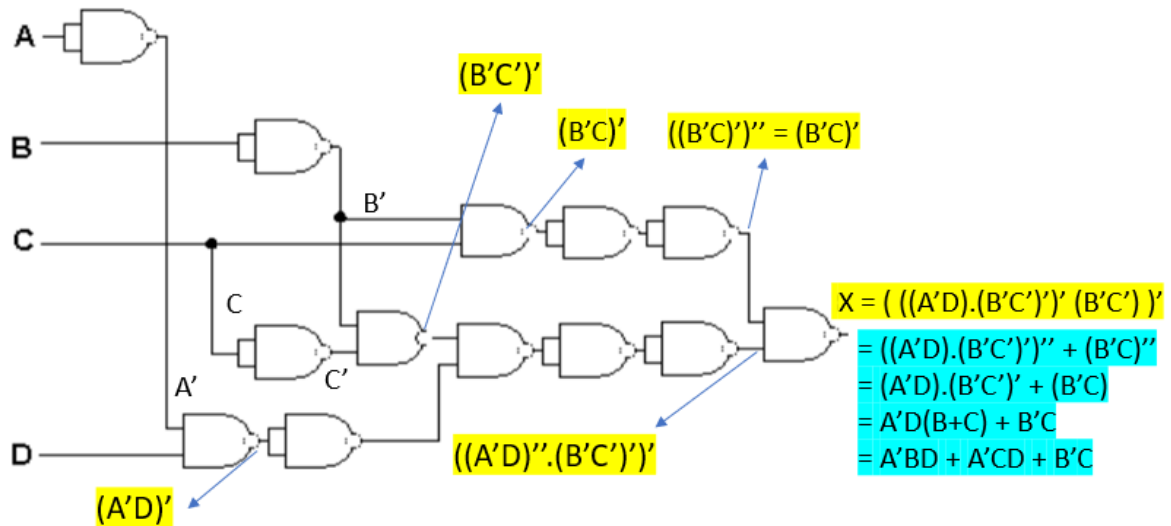 A
(B'C')'
(B'C)'
((B'C)')'' = (B'C)'
B
B'
C
C
X = ( ((A'D).(B'C')')' (B'C') )'
= ((A'D).(B'C')')'' + (B'C)''
C'
A'
= (A'D).(B'C')' + (B'C)
= A'D(B+C) + B'C
D
((A'D)''.(B'C')')'
= A'BD + A'CD + B'C
(A'D)'